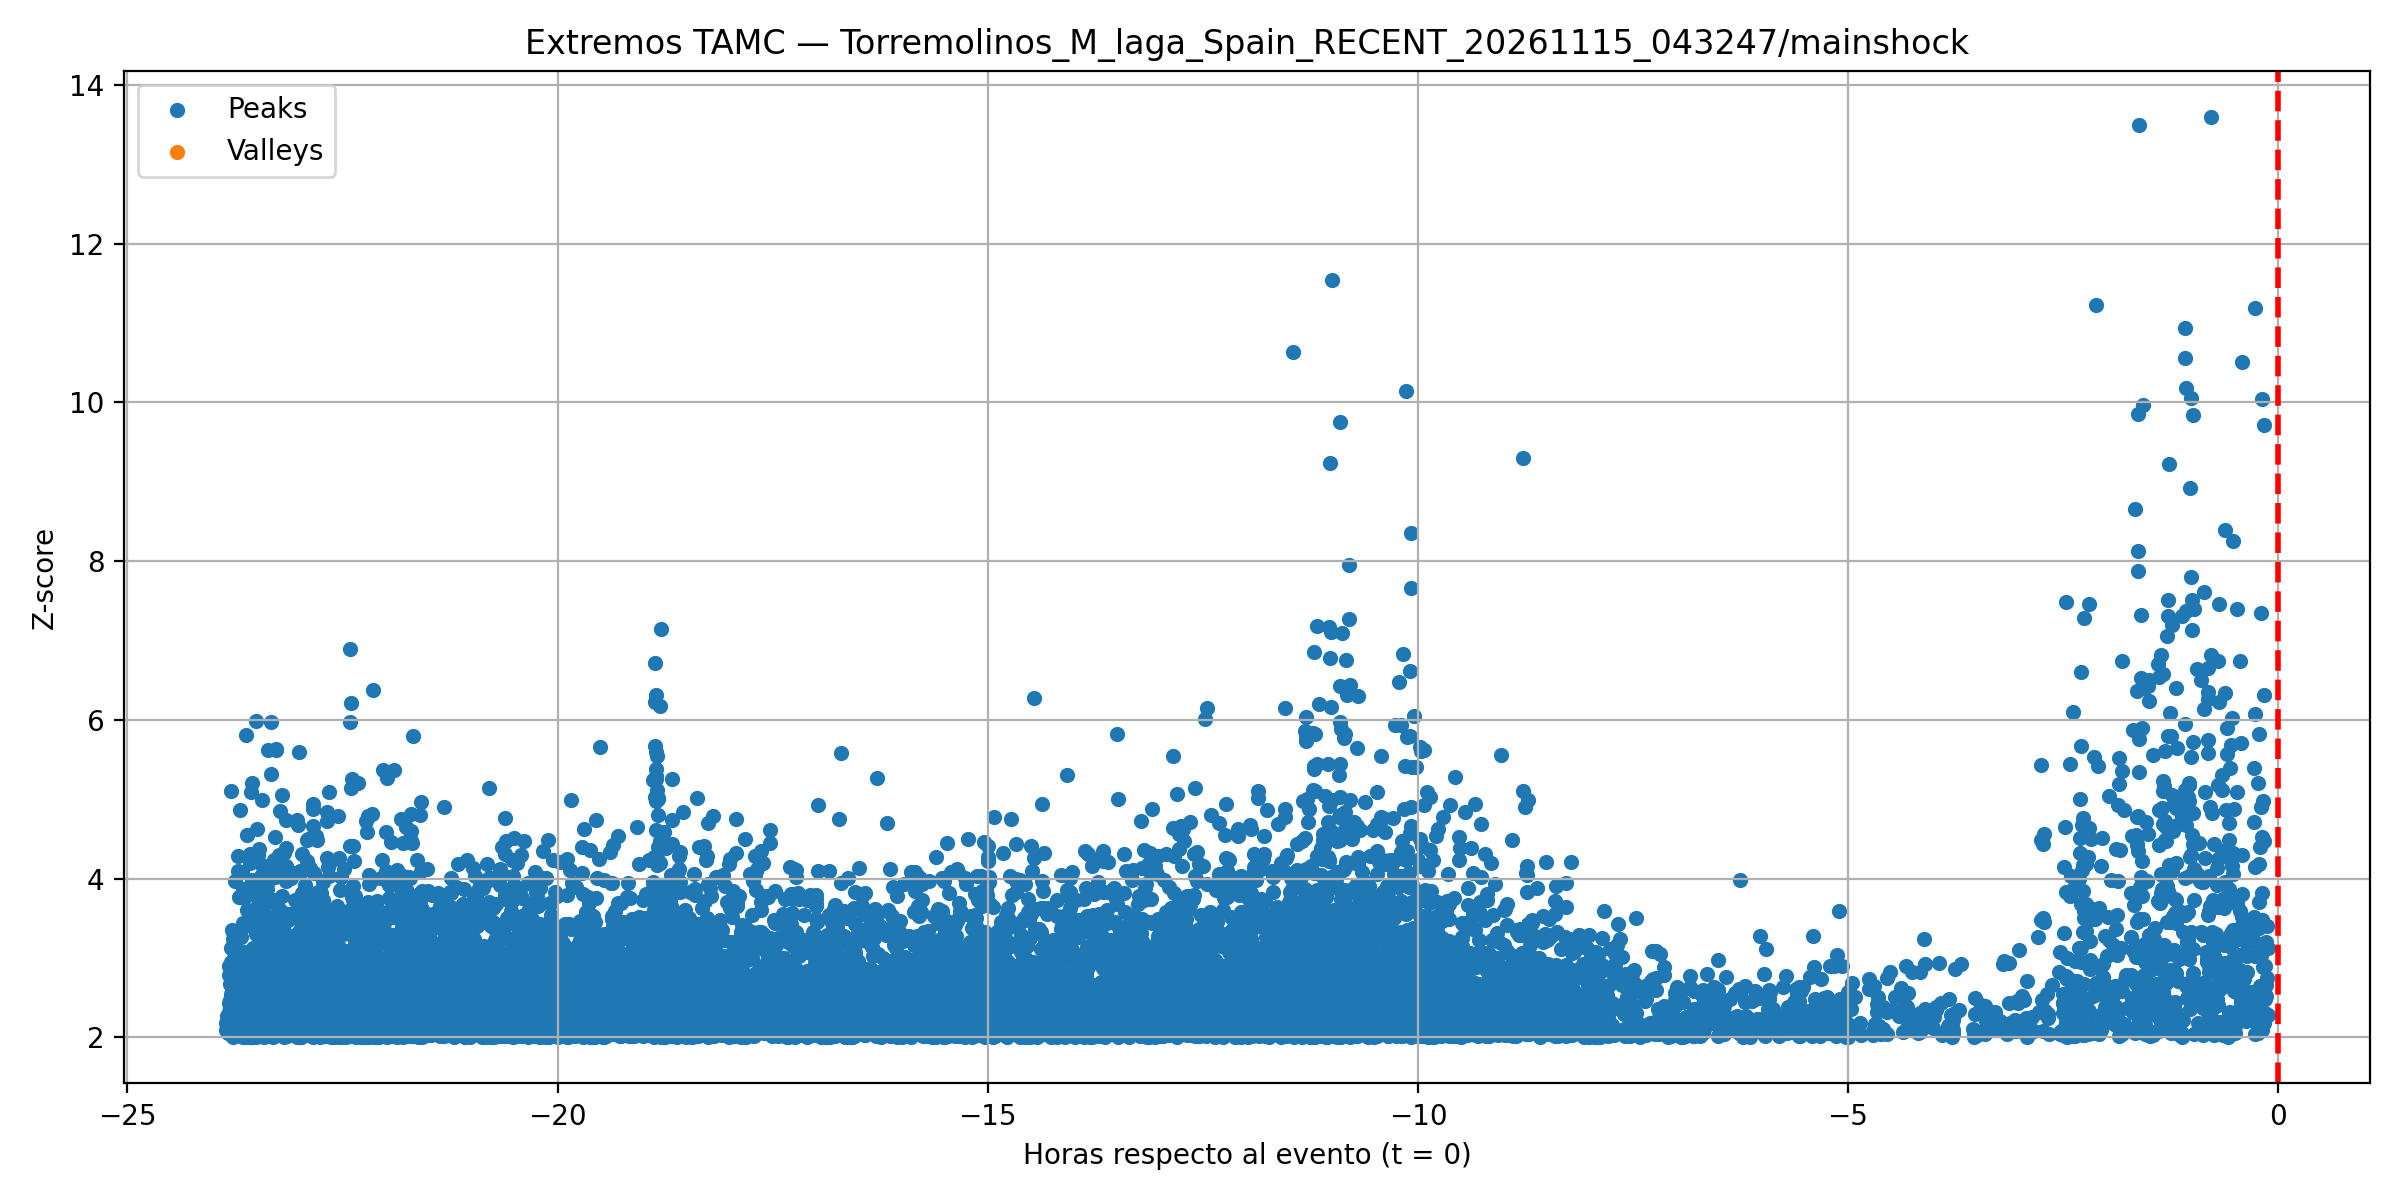 Extremos TAMC — Torremolinos_M_laga_Spain_RECENT_20261115_043247/mainshock
Peaks
Valleys
14
12
10
8
6
4
2
Z-score
−25
−20
−15
−10
−5
0
Horas respecto al evento (t = 0)